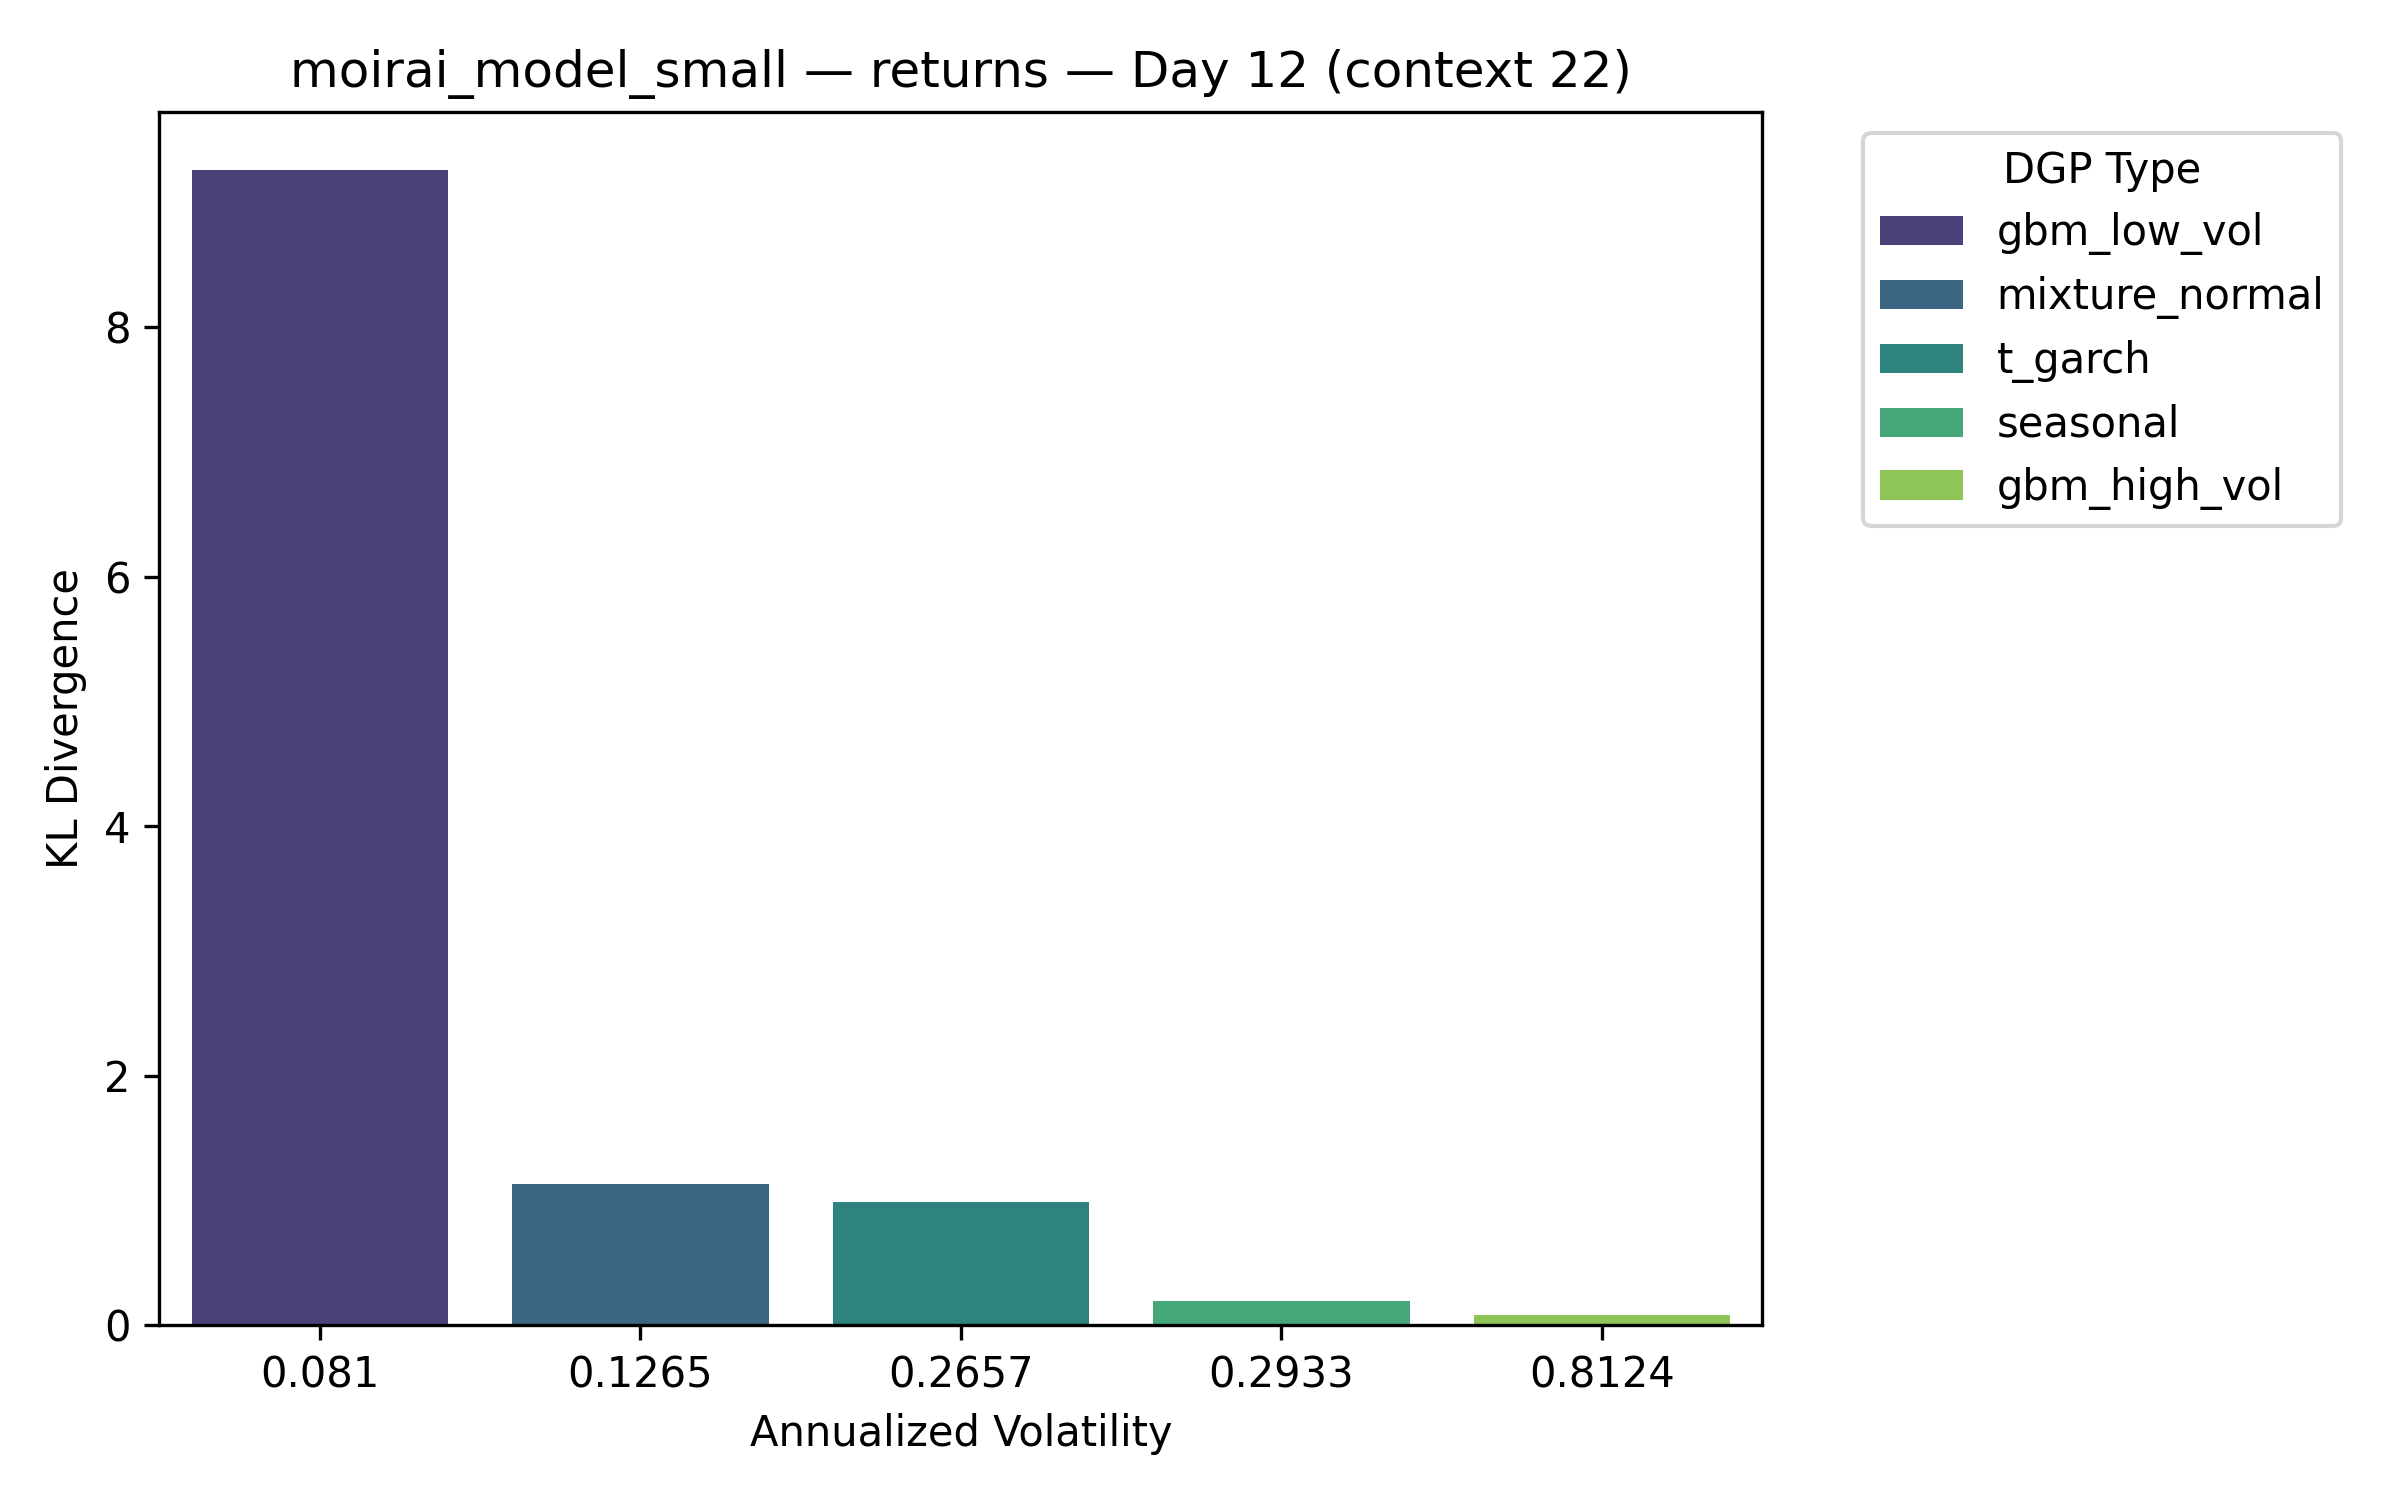 moirai_model_small — returns — Day 12 (context 22)
DGP Type
gbm_low_vol
mixture_normal
t_garch
seasonal
gbm_high_vol
KL Divergence
8
6
4
2
0
0.081 0.1265 0.2657 0.2933 0.8124
Annualized Volatility